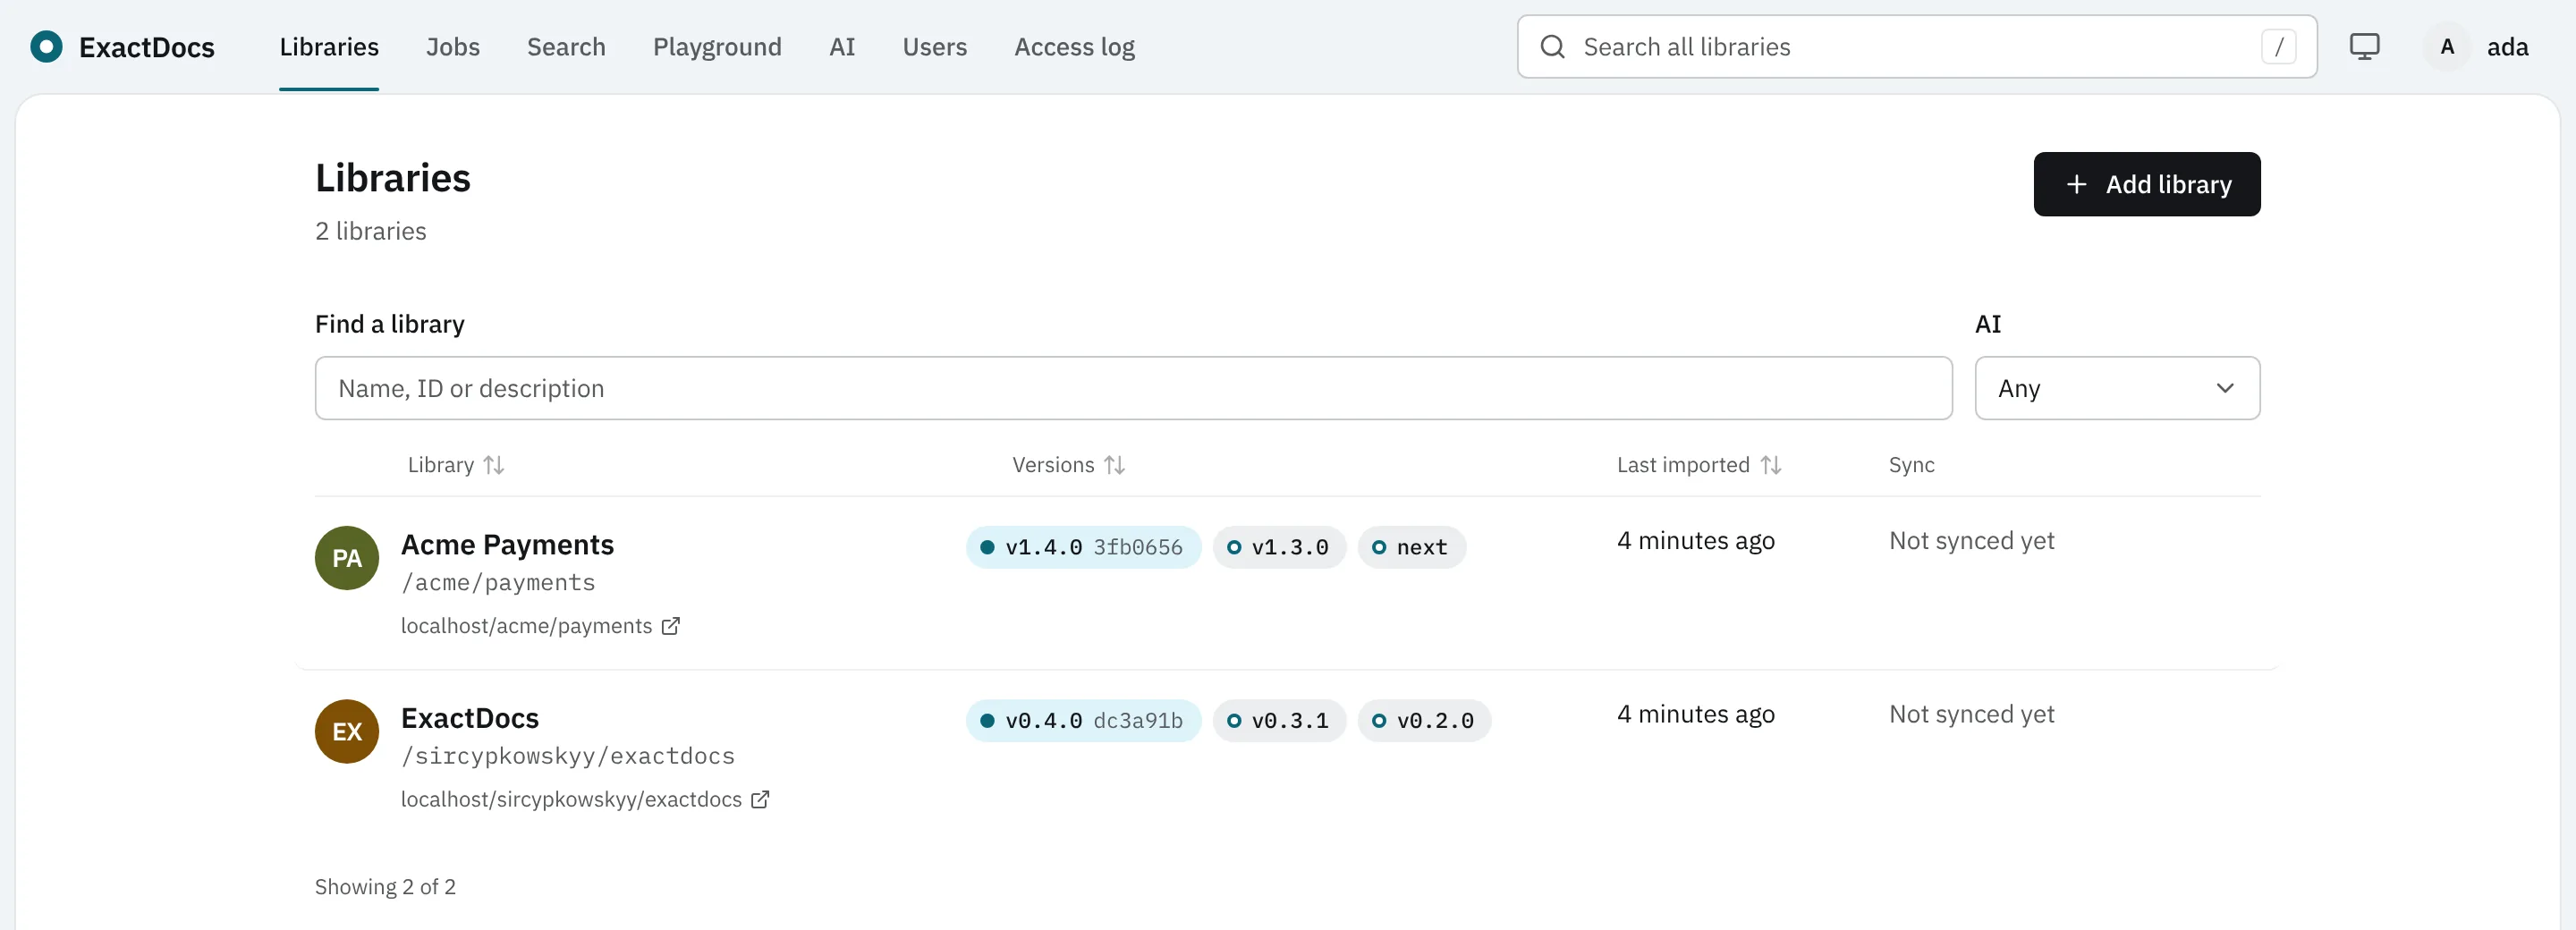 ExactDocs Libraries Jobs Search Playground AI Users Access log Search all libraries / A ada
Libraries
+ Add library
2 libraries
Find a library AI
Name, ID or description Any
Library Versions Last imported Sync
PA Acme Payments v1.4.0 3fb0656 v1.3.0 next 4 minutes ago Not synced yet
/acme/payments
localhost/acme/payments
EX ExactDocs v0.4.0 dc3a91b v0.3.1 v0.2.0 4 minutes ago Not synced yet
/sircypkowskyy/exactdocs
localhost/sircypkowskyy/exactdocs
Showing 2 of 2